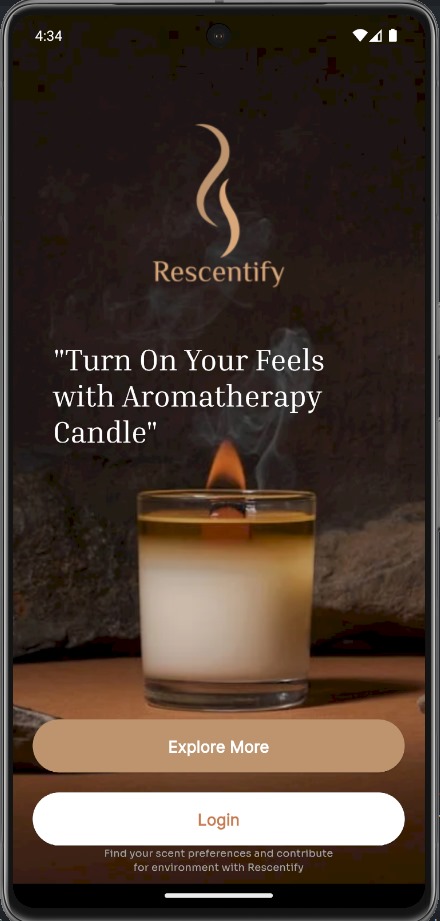 4:34
Rescentify
"Turn On Your Feels
with Aromatherapy
Candle"
Explore More
Login
Find your scent preferences and contribute
for environment with Rescentify